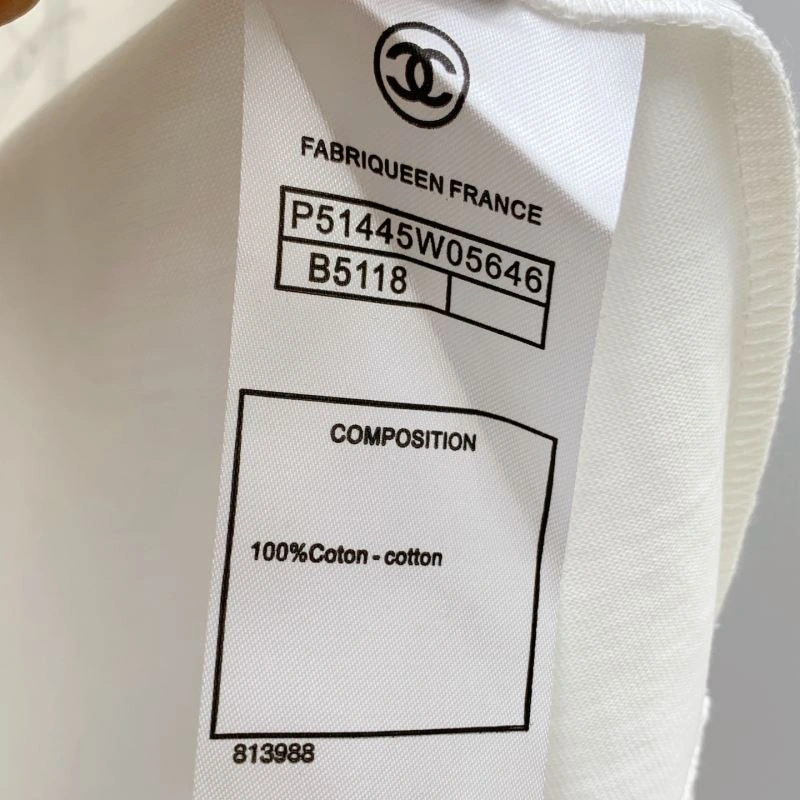 FABRIQUEEN FRANCE
P51445W05646
B5118
COMPOSITION
100%Coton - cotton
813988